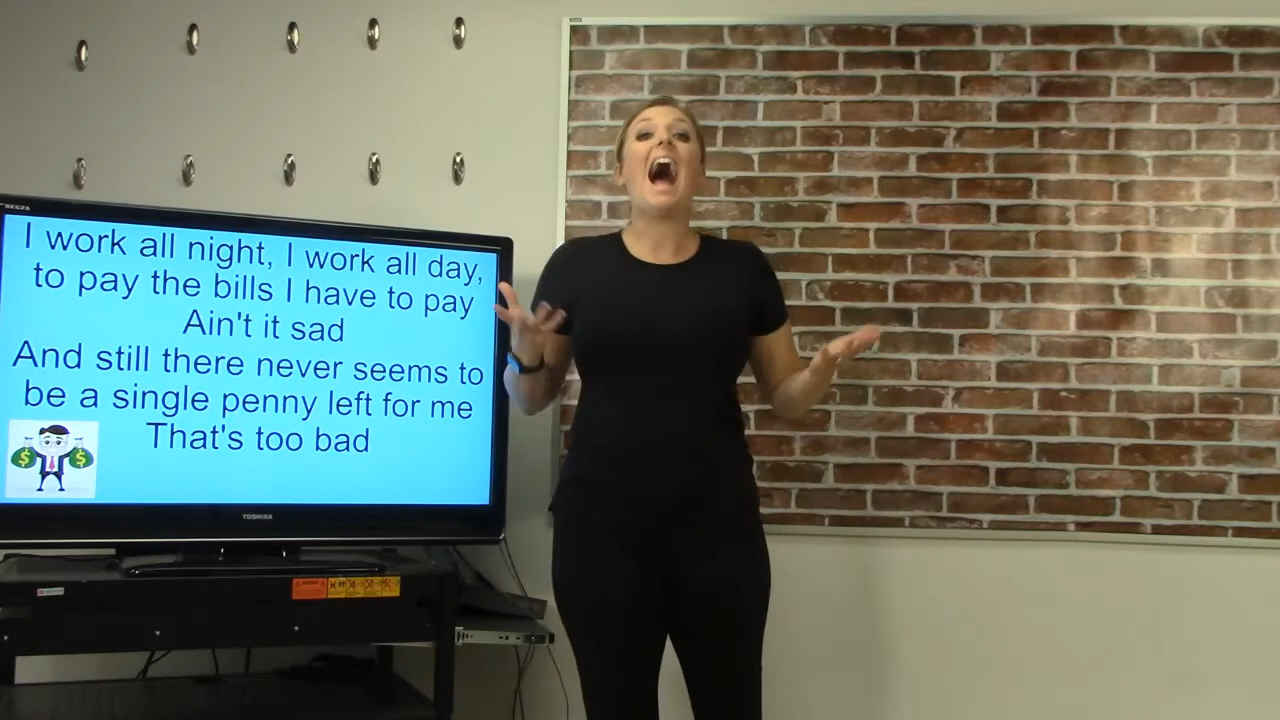 REGZA
I work all night, I work all day,
to pay the bills I have to pay
Ain't it sad
And still there never seems to
be a single penny left for me
That's too bad
$ $
TOSHIBA